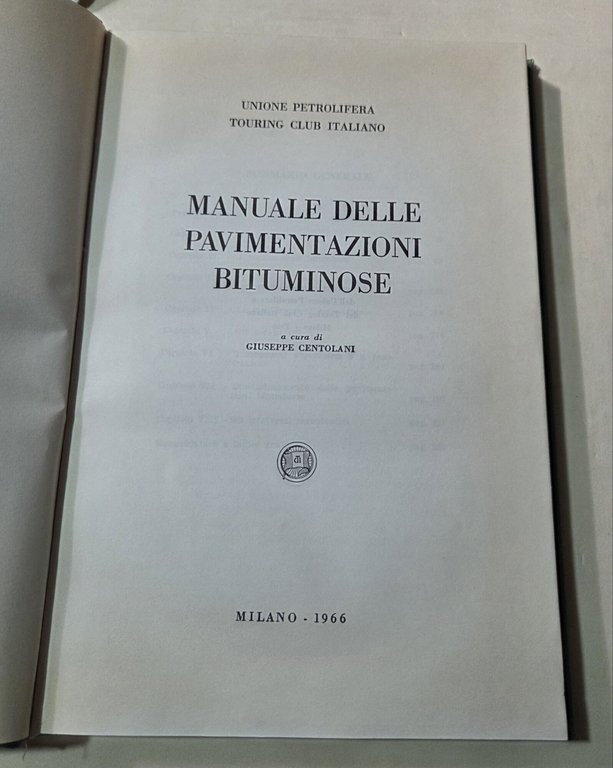 UNIONE PETROLIFERA
TOURING CLUB ITALIANO
MANUALE DELLE
PAVIMENTAZIONI
BITUMINOSE
a cura di
GIUSEPPE CENTOLANI
MILANO - 1966